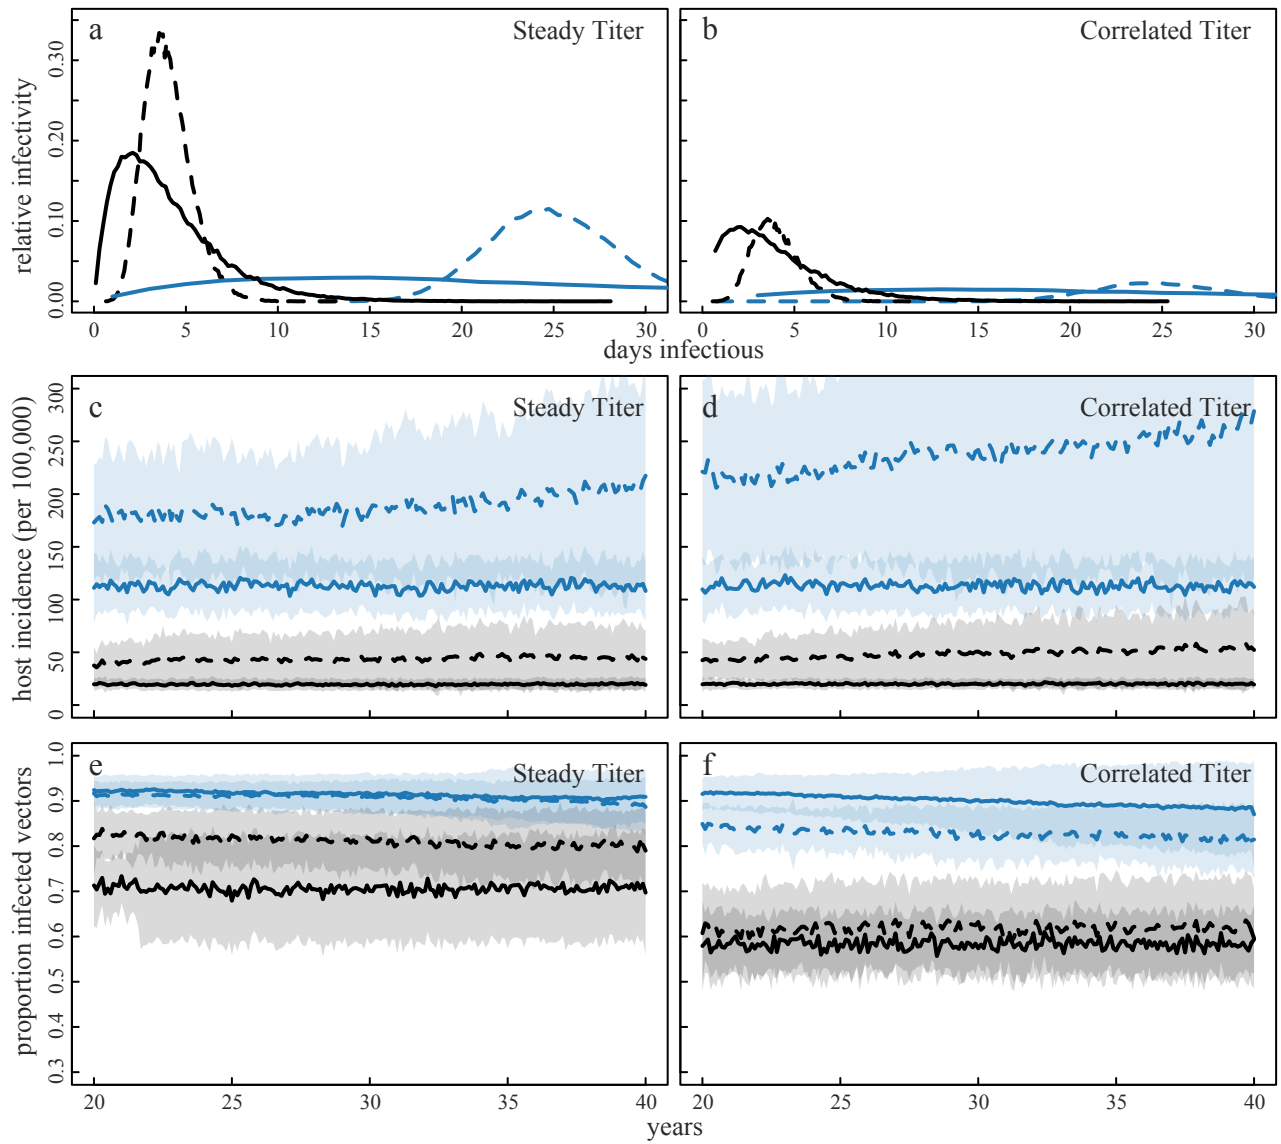 a
Steady Titer
b
Correlated Titer
relative infectivity
0.00 0.10 0.20 0.30
0 5 10 15 20 25 30
0 5 10 15 20 25 30
days infectious
c
Steady Titer
d
Correlated Titer
host incidence (per 100,000)
0 50 100 150 200 250 300
e
Steady Titer
f
Correlated Titer
proportion infected vectors
0.3 0.4 0.5 0.6 0.7 0.8 0.9 1.0
20 25 30 35 40
20 25 30 35 40
years